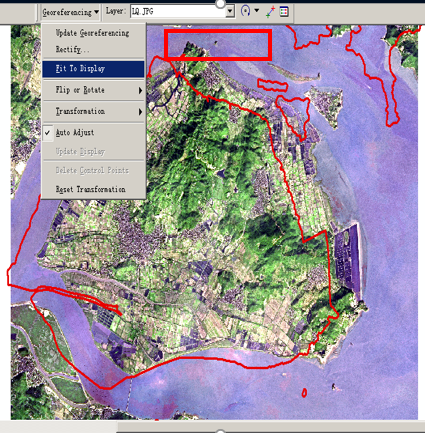 Georeferencing Layer: LQ.JPG
Update Georeferencing
Rectify...
Fit To Display
Flip or Rotate
Transformation
Auto Adjust
Update Display
Delete Control Points
Reset Transformation